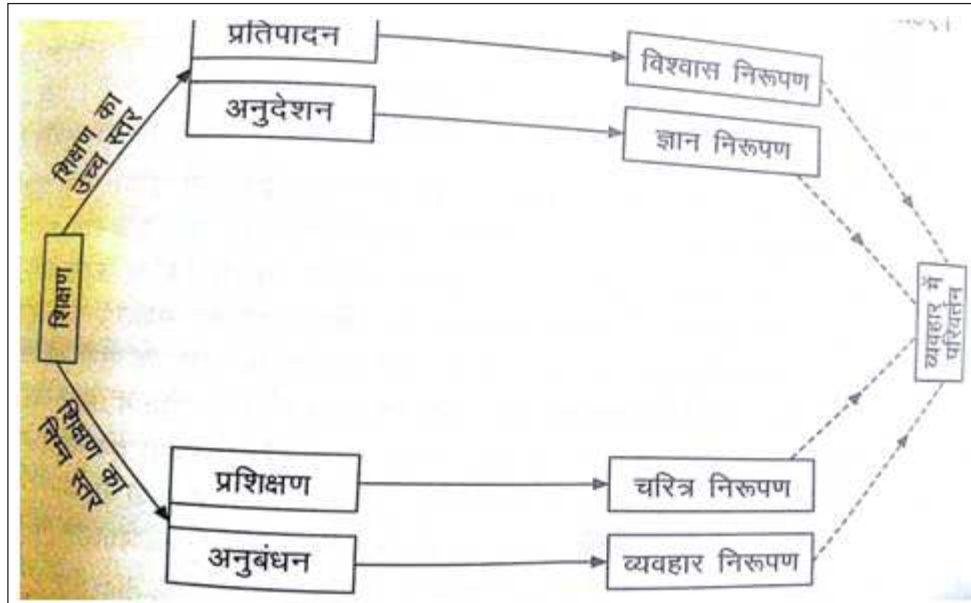 प्रतिपादन
विश्वास निरूपण
अनुदेशन
ज्ञान निरूपण
शिक्षण का
उच्च स्तर
शिक्षण
व्यवहार में
परिवर्तन
शिक्षण का
निम्न स्तर
प्रशिक्षण
चरित्र निरूपण
अनुबंधन
व्यवहार निरूपण